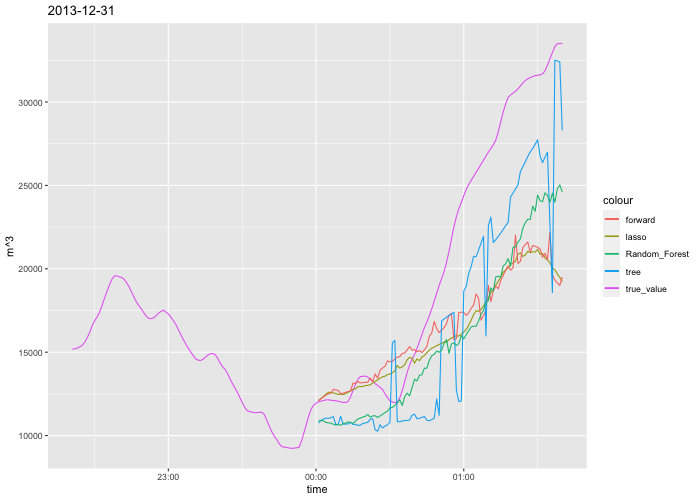 2013-12-31
m^3
30000
25000
20000
15000
10000
23:00
00:00
01:00
time
colour
forward
lasso
Random_Forest
tree
true_value